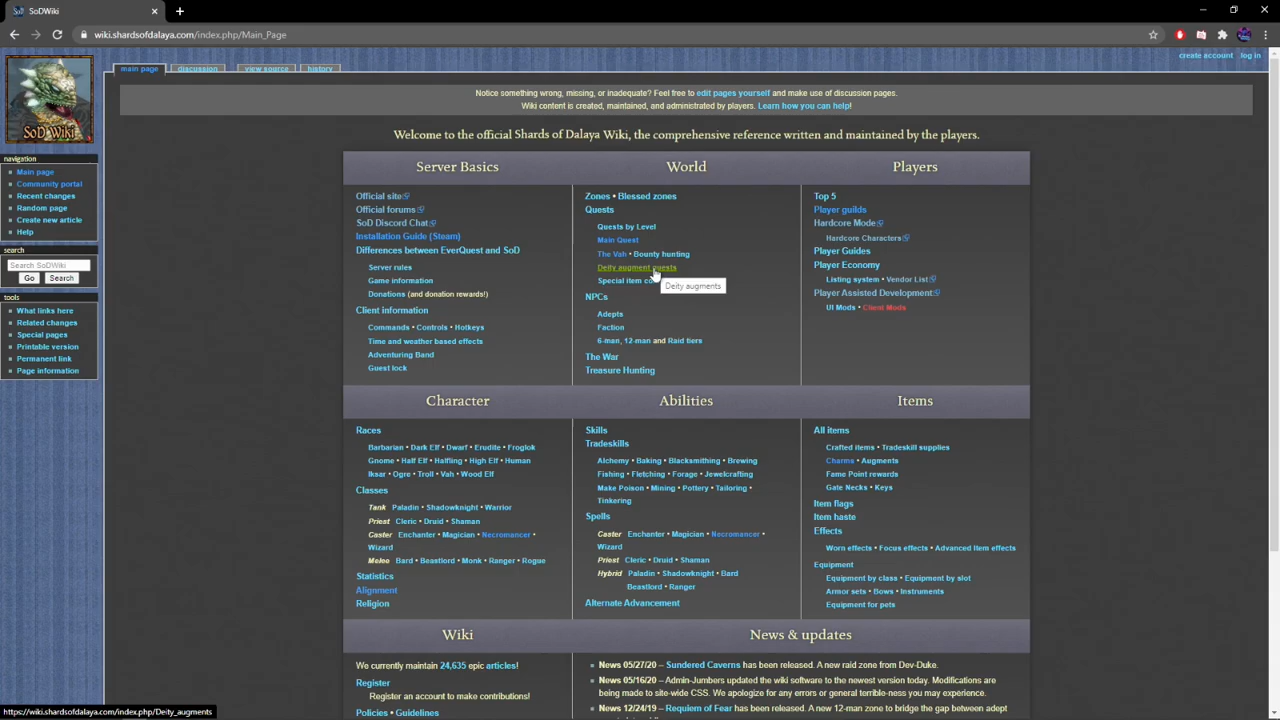 SoDWiki
wiki.shardsofdalaya.com/index.php/Main_Page
create account log in
main page discussion view source history
SoD Wiki
Notice something wrong, missing, or inadequate? Feel free to edit pages yourself and make use of discussion pages.
Wiki content is created, maintained, and administrated by players. Learn how you can help!
Welcome to the official Shards of Dalaya Wiki, the comprehensive reference written and maintained by the players.
navigation
Main page
Community portal
Recent changes
Random page
Create new article
Help
search
Search SoDWiki
Go Search
tools
What links here
Related changes
Special pages
Printable version
Permanent link
Page information
Server Basics
Official site
Official forums
SoD Discord Chat
Installation Guide (Steam)
Differences between EverQuest and SoD
Server rules
Game information
Donations (and donation rewards!)
Client information
Commands • Controls • Hotkeys
Time and weather based effects
Adventuring Band
Guest lock
World
Zones • Blessed zones
Quests
Quests by Level
Main Quest
The Vah • Bounty hunting
Deity augment quests
Special item co
Deity augments
NPCs
Adepts
Faction
6-man, 12-man and Raid tiers
The War
Treasure Hunting
Players
Top 5
Player guilds
Hardcore Mode
Hardcore Characters
Player Guides
Player Economy
Listing system • Vendor List
Player Assisted Development
UI Mods • Client Mods
Character
Races
Barbarian • Dark Elf • Dwarf • Erudite • Froglok
Gnome • Half Elf • Halfling • High Elf • Human
Iksar • Ogre • Troll • Vah • Wood Elf
Classes
Tank Paladin • Shadowknight • Warrior
Priest Cleric • Druid • Shaman
Caster Enchanter • Magician • Necromancer •
Wizard
Melee Bard • Beastlord • Monk • Ranger • Rogue
Statistics
Alignment
Religion
Abilities
Skills
Tradeskills
Alchemy • Baking • Blacksmithing • Brewing
Fishing • Fletching • Forage • Jewelcrafting
Make Poison • Mining • Pottery • Tailoring •
Tinkering
Spells
Caster Enchanter • Magician • Necromancer •
Wizard
Priest Cleric • Druid • Shaman
Hybrid Paladin • Shadowknight • Bard
Beastlord • Ranger
Alternate Advancement
Items
All items
Crafted items • Tradeskill supplies
Charms • Augments
Fame Point rewards
Gate Necks • Keys
Item flags
Item haste
Effects
Worn effects • Focus effects • Advanced Item effects
Equipment
Equipment by class • Equipment by slot
Armor sets • Bows • Instruments
Equipment for pets
Wiki
We currently maintain 24,635 epic articles!
Register
Register an account to make contributions!
Policies • Guidelines
News & updates
News 05/27/20 – Sundered Caverns has been released. A new raid zone from Dev-Duke.
News 05/16/20 – Admin-Jumbers updated the wiki software to the newest version today. Modifications are
being made to site-wide CSS. We apologize for any errors or general terrible-ness you may experience.
News 12/24/19 – Requiem of Fear has been released. A new 12-man zone to bridge the gap between adept
https://wiki.shardsofdalaya.com/index.php/Deity_augments